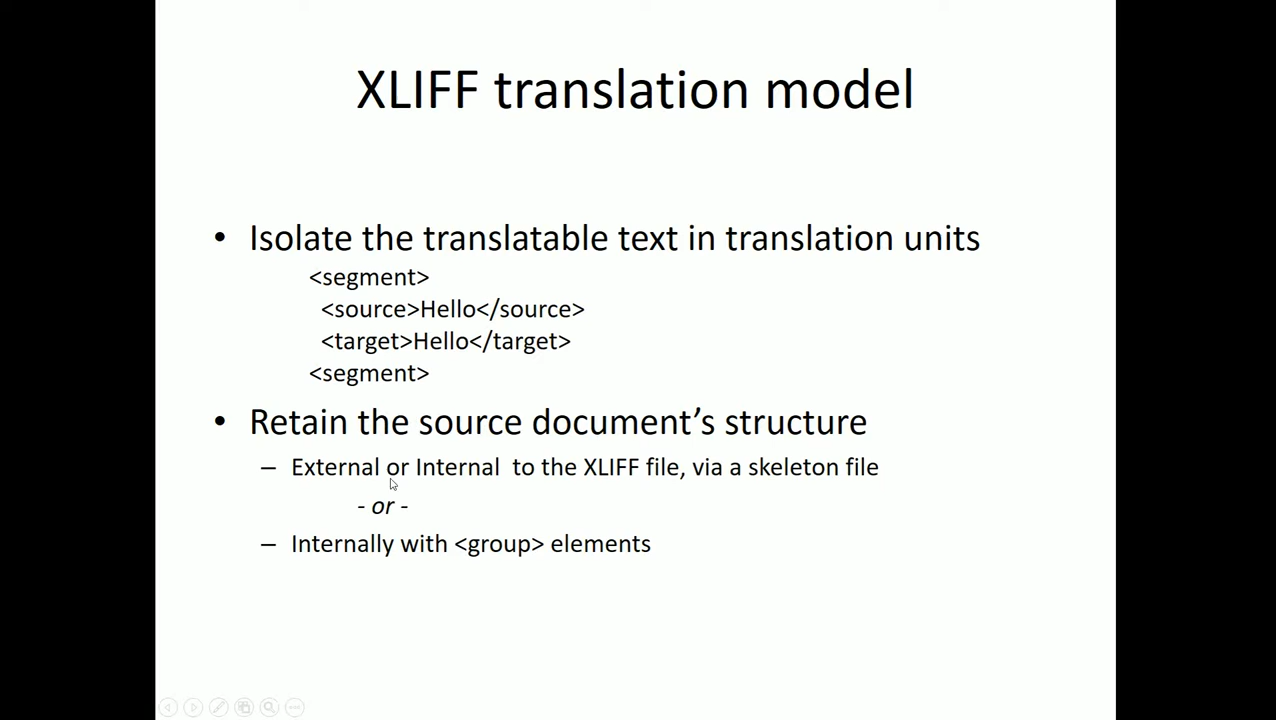 XLIFF translation model
• Isolate the translatable text in translation units
<segment>
<source>Hello</source>
<target>Hello</target>
<segment>
• Retain the source document’s structure
– External or Internal  to the XLIFF file, via a skeleton file
- or -
– Internally with <group> elements